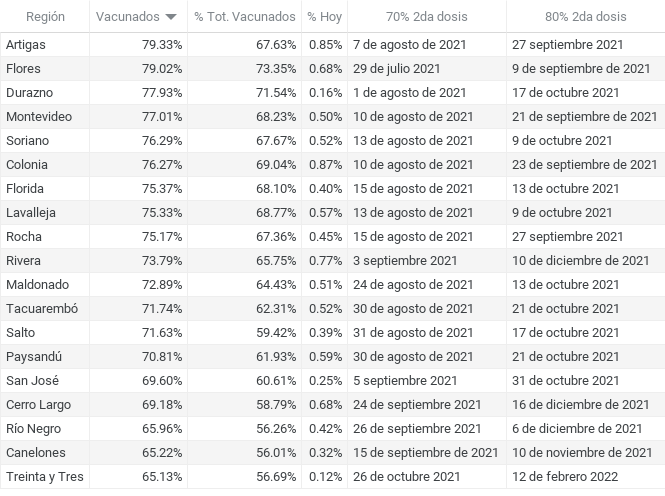 Región Vacunados % Tot. Vacunados % Hoy 70% 2da dosis 80% 2da dosis
Artigas 79.33% 67.63% 0.85% 7 de agosto de 2021 27 septiembre 2021
Flores 79.02% 73.35% 0.68% 29 de julio 2021 9 de septiembre de 2021
Durazno 77.93% 71.54% 0.16% 1 de agosto de 2021 17 de octubre 2021
Montevideo 77.01% 68.23% 0.50% 10 de agosto de 2021 21 de septiembre de 2021
Soriano 76.29% 67.67% 0.52% 13 de agosto de 2021 9 de octubre 2021
Colonia 76.27% 69.04% 0.87% 10 de agosto de 2021 23 de septiembre de 2021
Florida 75.37% 68.10% 0.40% 15 de agosto de 2021 13 de octubre 2021
Lavalleja 75.33% 68.77% 0.57% 13 de agosto de 2021 9 de octubre 2021
Rocha 75.17% 67.36% 0.45% 15 de agosto de 2021 27 septiembre 2021
Rivera 73.79% 65.75% 0.77% 3 septiembre 2021 10 de diciembre de 2021
Maldonado 72.89% 64.43% 0.51% 24 de agosto de 2021 13 de octubre 2021
Tacuarembó 71.74% 62.31% 0.52% 30 de agosto de 2021 21 de octubre 2021
Salto 71.63% 59.42% 0.39% 31 de agosto de 2021 17 de octubre 2021
Paysandú 70.81% 61.93% 0.59% 30 de agosto de 2021 21 de octubre 2021
San José 69.60% 60.61% 0.25% 5 septiembre 2021 31 de octubre 2021
Cerro Largo 69.18% 58.79% 0.68% 24 de septiembre 2021 16 de diciembre de 2021
Río Negro 65.96% 56.26% 0.42% 26 de septiembre 2021 6 de diciembre de 2021
Canelones 65.22% 56.01% 0.32% 15 de septiembre de 2021 10 de noviembre de 2021
Treinta y Tres 65.13% 56.69% 0.12% 26 de octubre 2021 12 de febrero 2022